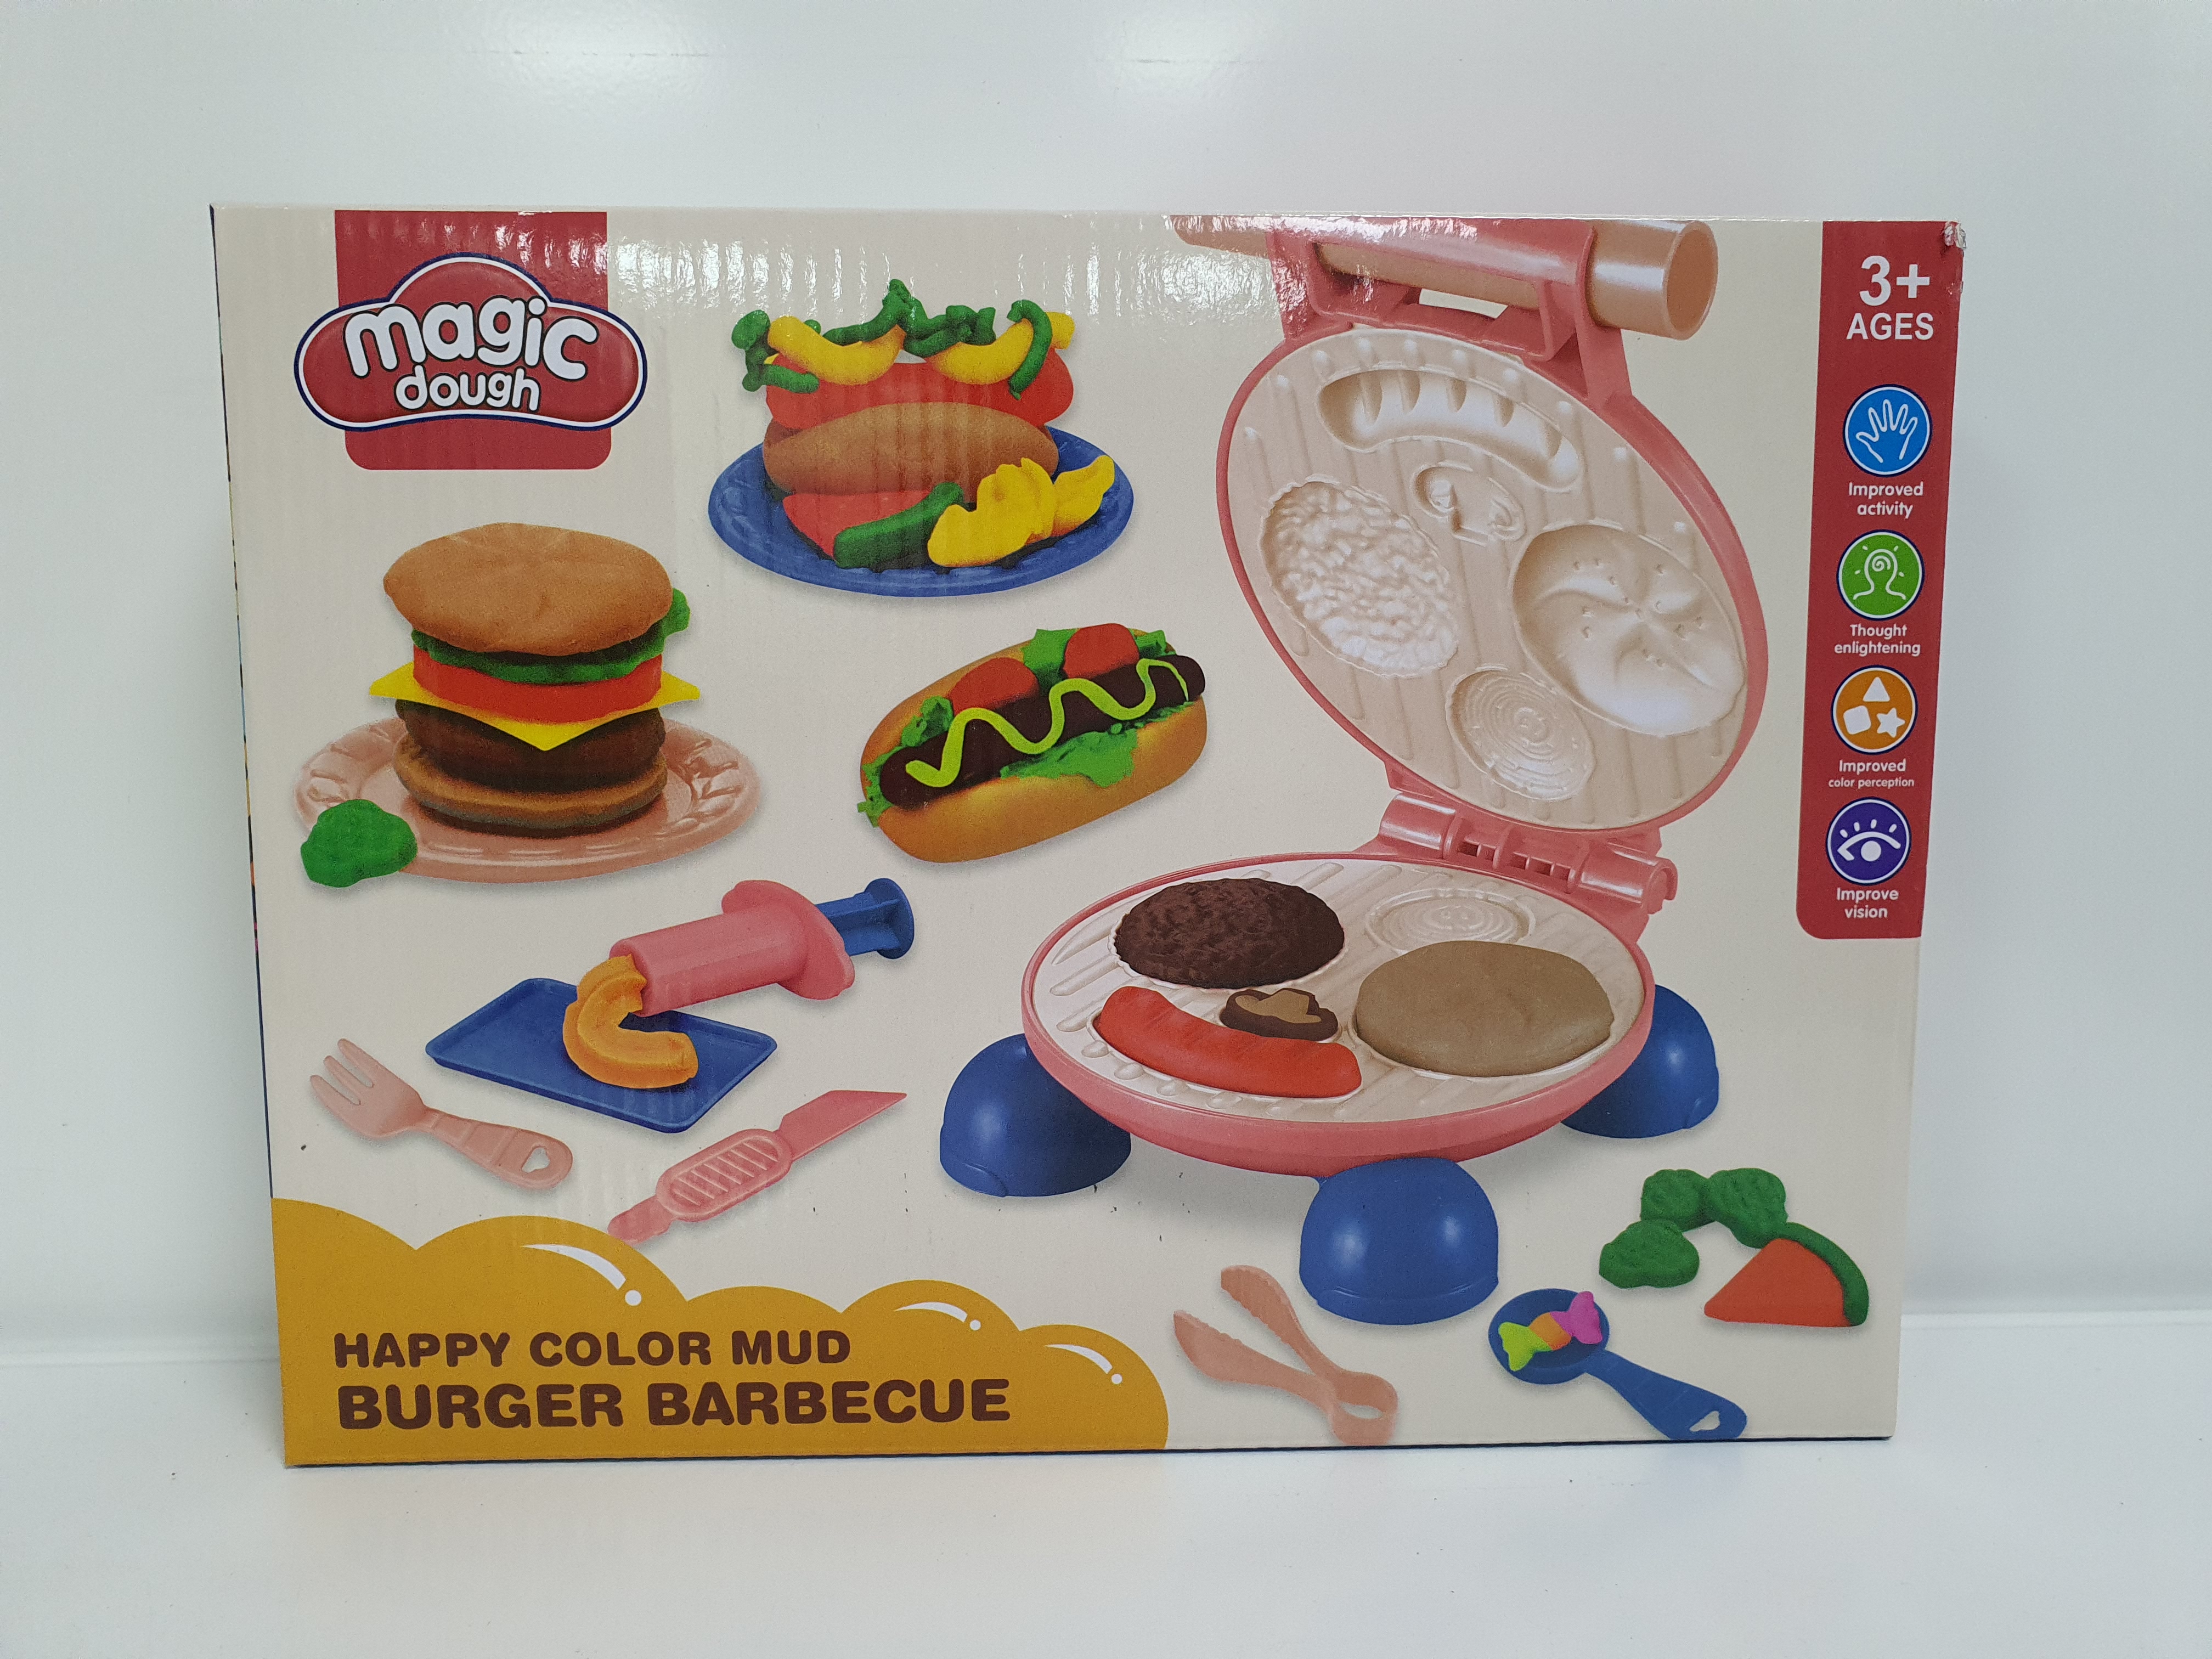 magic
dough
3+
AGES
Improved
activity
Thought
enlightening
Improved
color perception
Improve
vision
HAPPY COLOR MUD
BURGER BARBECUE